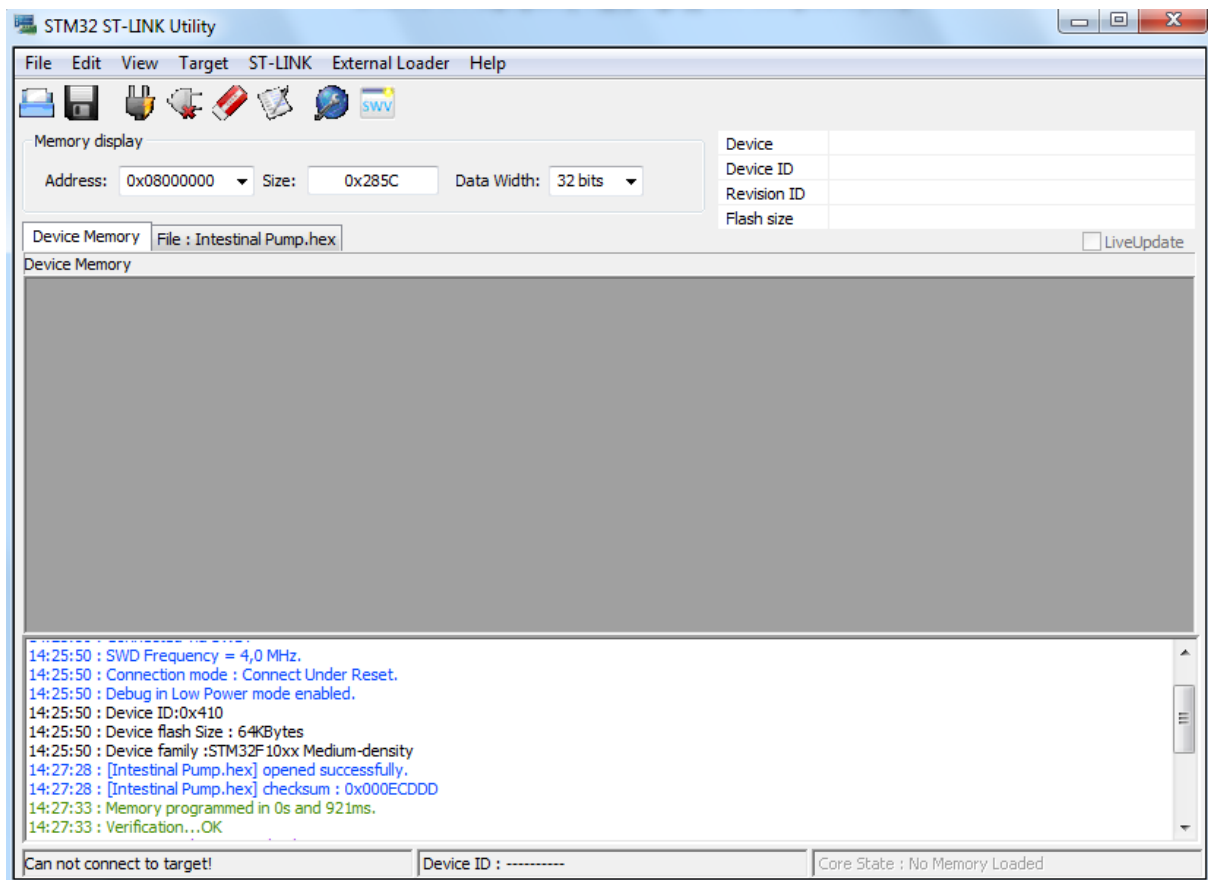 STM32 ST-LINK Utility
File Edit View Target ST-LINK External Loader Help
SWV
Memory display
Address: 0x08000000 Size: 0x285C Data Width: 32 bits
Device
Device ID
Revision ID
Flash size
Device Memory File : Intestinal Pump.hex
LiveUpdate
Device Memory
14:25:50 : SWD Frequency = 4,0 MHz.
14:25:50 : Connection mode : Connect Under Reset.
14:25:50 : Debug in Low Power mode enabled.
14:25:50 : Device ID:0x410
14:25:50 : Device flash Size : 64KBytes
14:25:50 : Device family :STM32F10xx Medium-density
14:27:28 : [Intestinal Pump.hex] opened successfully.
14:27:28 : [Intestinal Pump.hex] checksum : 0x000ECDDD
14:27:33 : Memory programmed in 0s and 921ms.
14:27:33 : Verification...OK
Can not connect to target! Device ID : ---------- Core State : No Memory Loaded